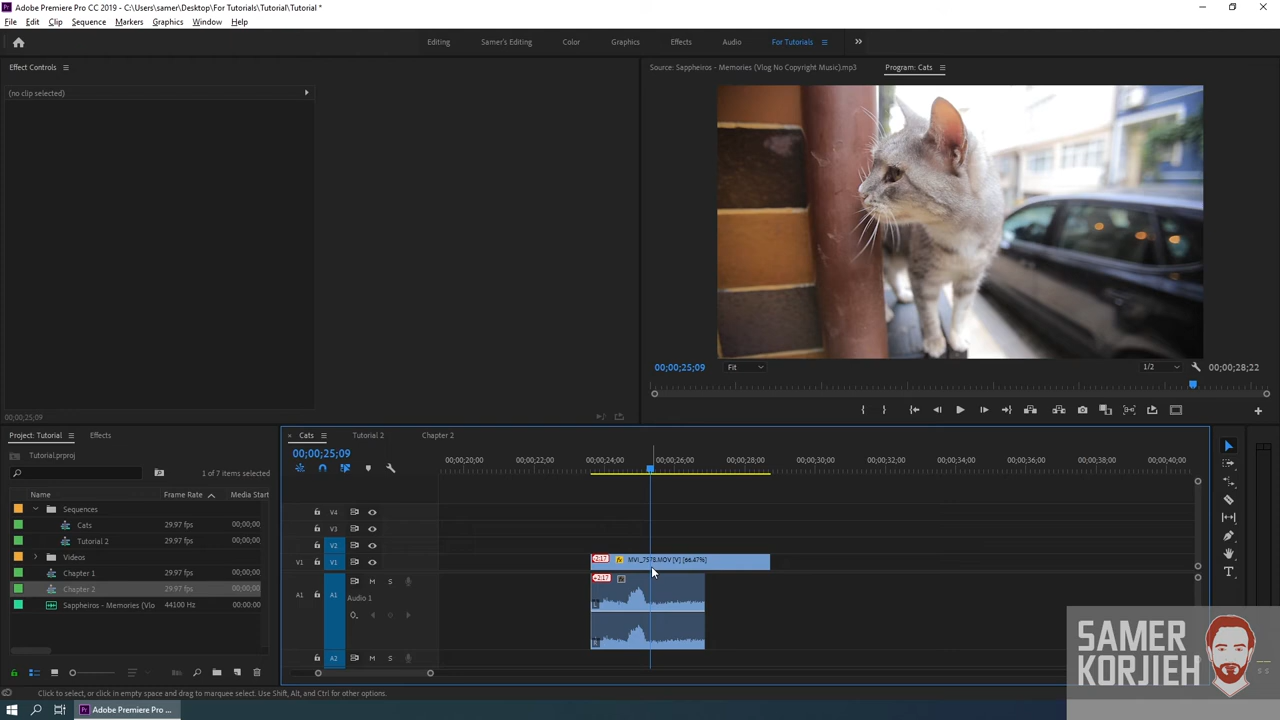 Adobe Premiere Pro CC 2019 - C:\Users\samer\Desktop\For Tutorials\Tutorial\Tutorial *
File Edit Clip Sequence Markers Graphics Window Help
Editing Samer's Editing Color Graphics Effects Audio For Tutorials
Effect Controls
Source: Sappheiros - Memories (Vlog No Copyright Music).mp3 Program: Cats
(no clip selected)
00;00;25;09 Fit 1/2 00;00;28;22
00;00;25;09
Project: Tutorial Effects
Cats Tutorial 2 Chapter 2
Tutorial.prproj
00;00;25;09
00;00;20;00 00;00;22;00 00;00;24;00 00;00;26;00 00;00;28;00 00;00;30;00 00;00;32;00 00;00;34;00 00;00;36;00 00;00;38;00 00;00;40;00
1 of 7 items selected
Name Frame Rate Media Start
Sequences
Cats 29.97 fps 00;00;00
Tutorial 2 29.97 fps 00;00;00
Videos
Chapter 1 29.97 fps 00;00;00
Chapter 2 29.97 fps 00;00;00
Sappheiros - Memories (Vlo 44100 Hz 00:00:00
V4
V3
V2
V1 V1 fx MVI_7578.MOV [V] [66.47%]
A1 A1 M S
Audio 1
L
R
A2 M S
SAMER
KORJIEH
Click to select, or click in empty space and drag to marquee select. Use Shift, Alt, and Ctrl for other options.
Adobe Premiere Pro ...